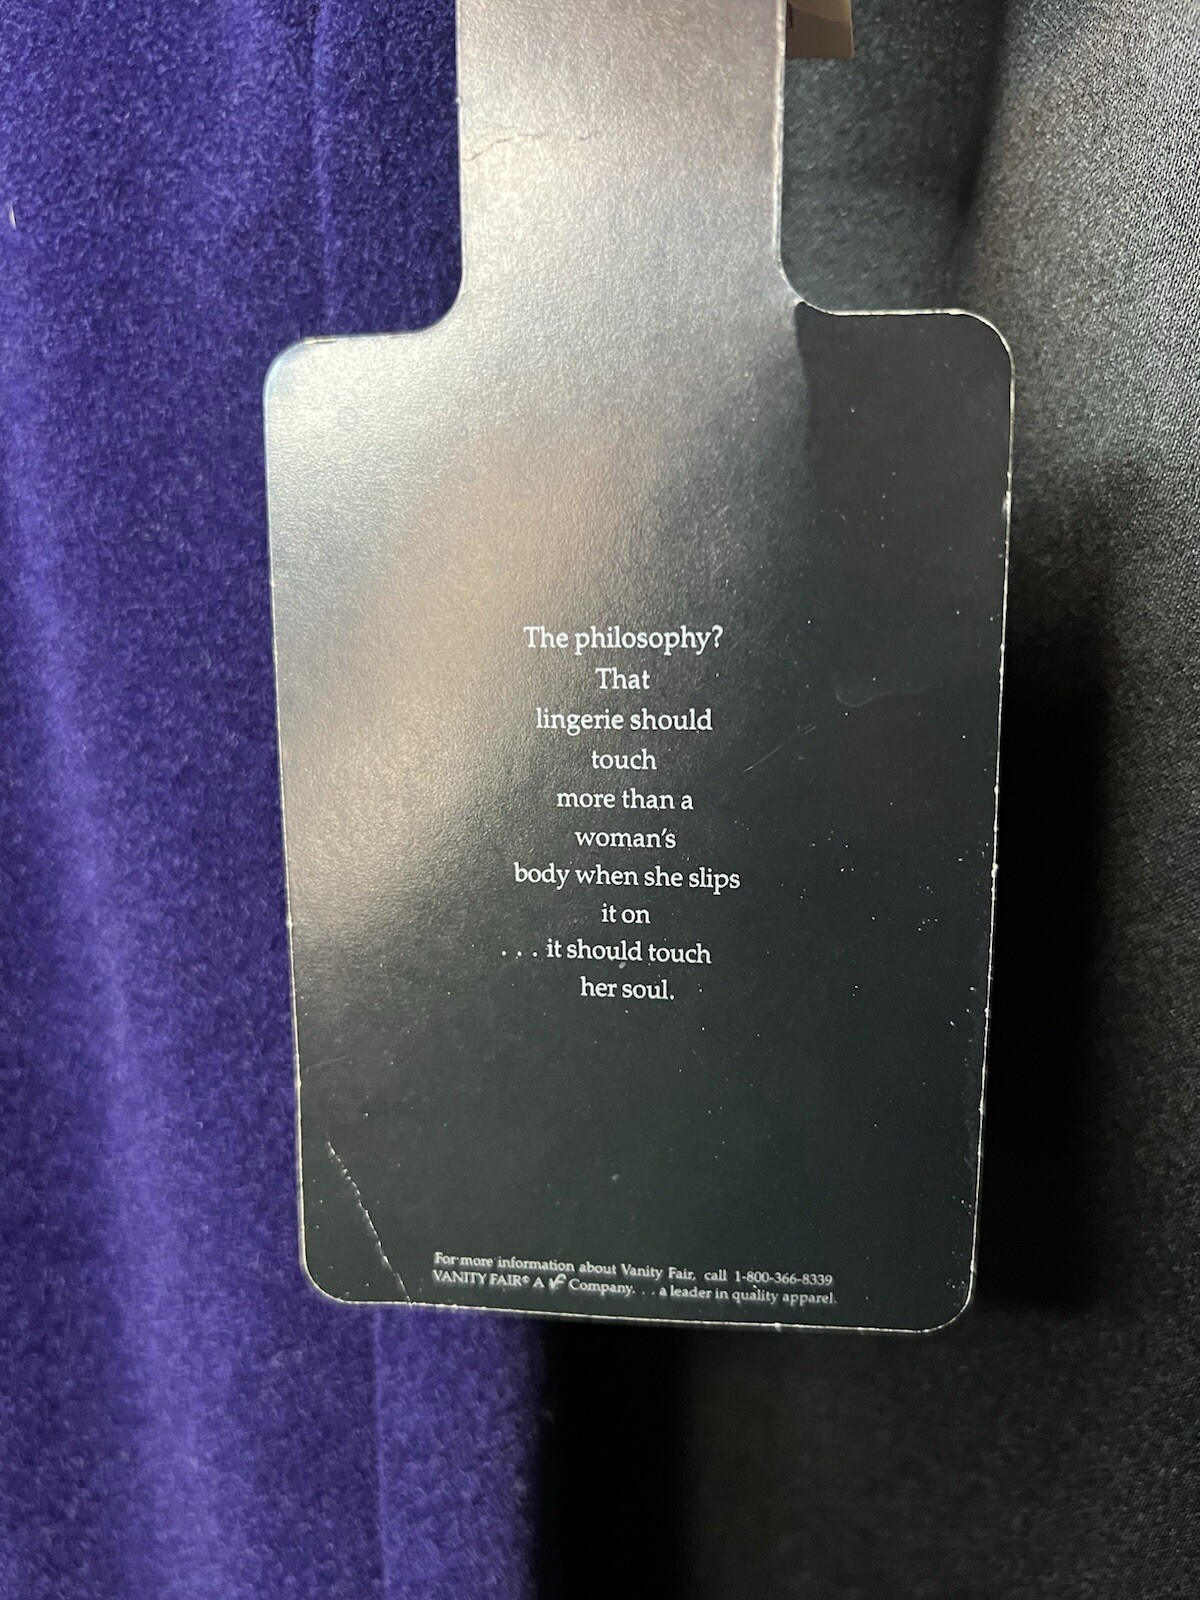 The philosophy?
That
lingerie should
touch
more than a
woman's
body when she slips
it on
. . . it should touch
her soul.
For more information about Vanity Fair, call 1-800-366-8339
VANITY FAIR® A VF Company. . . a leader in quality apparel.